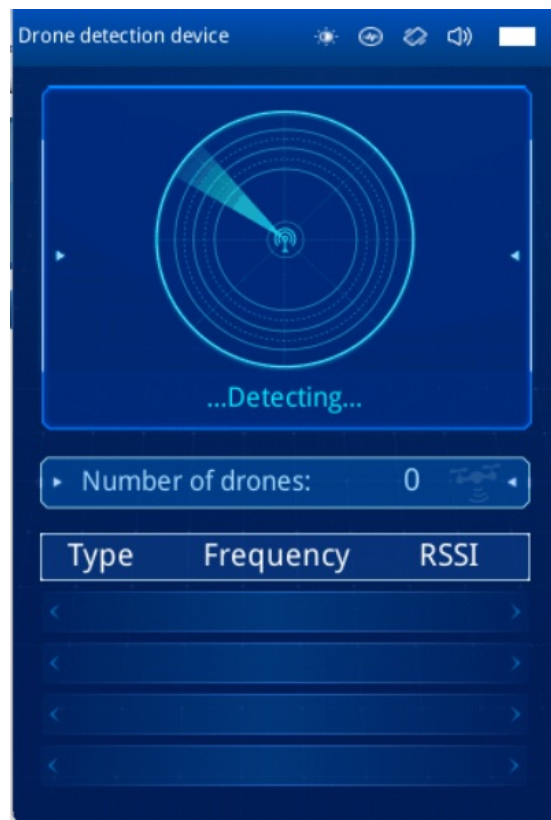 Drone detection device
...Detecting...
Number of drones: 0
Type Frequency RSSI